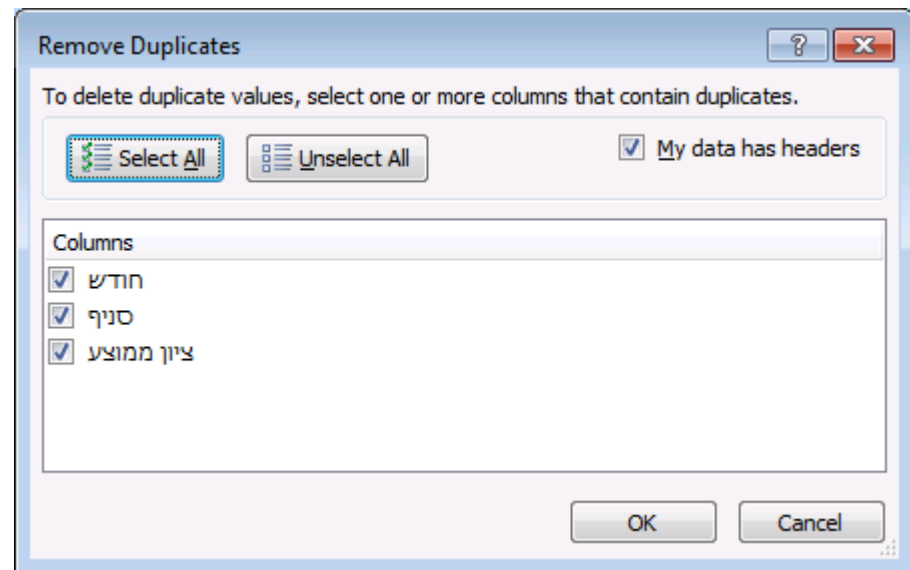 Remove Duplicates
To delete duplicate values, select one or more columns that contain duplicates.
Select All
Unselect All
My data has headers
Columns
חודש
סניף
ציון ממוצע
OK
Cancel